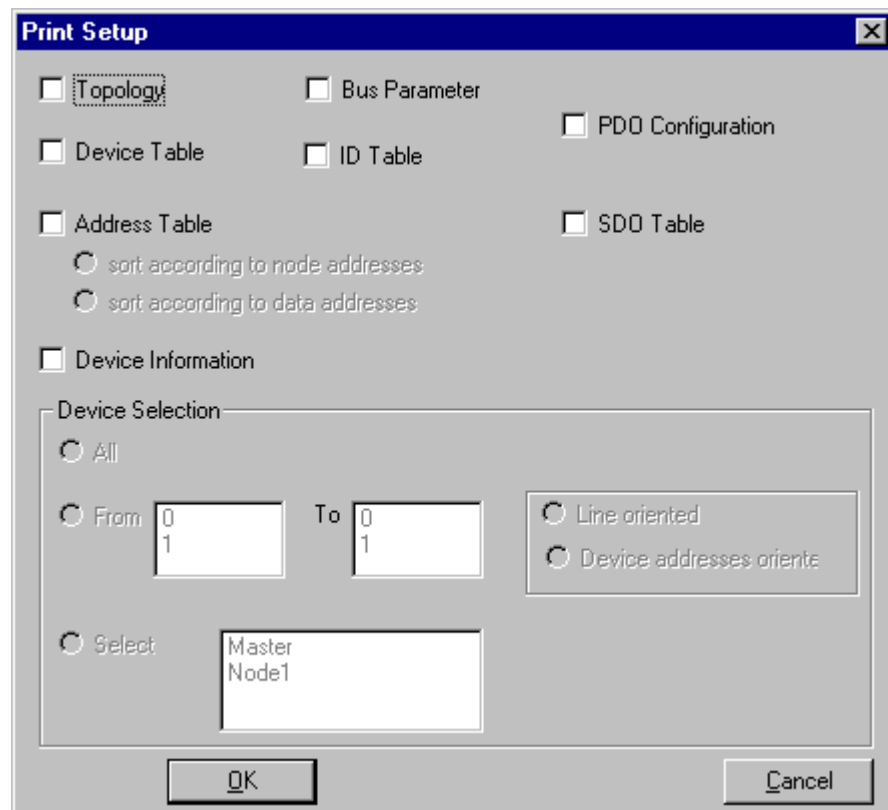 Print Setup
Topology
Bus Parameter
PDO Configuration
Device Table
ID Table
Address Table
SDO Table
sort according to node addresses
sort according to data addresses
Device Information
Device Selection
All
From
0
1
To
0
1
Line oriented
Device addresses oriente
Select
Master
Node1
OK
Cancel